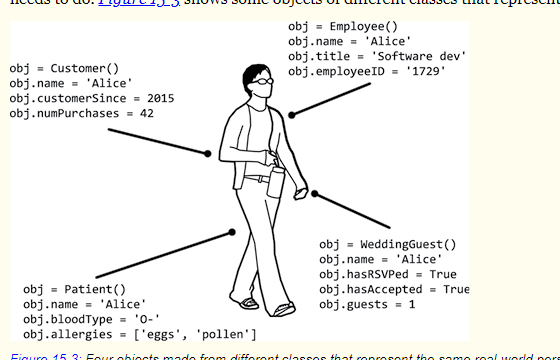 needs to do. Figure 15-3 shows some objects of different classes that represent
obj = Employee()
obj.name = 'Alice'
obj.title = 'Software dev'
obj.employeeID = '1729'
obj = Customer()
obj.name = 'Alice'
obj.customerSince = 2015
obj.numPurchases = 42
obj = WeddingGuest()
obj.name = 'Alice'
obj.hasRSVPed = True
obj.hasAccepted = True
obj.guests = 1
obj = Patient()
obj.name = 'Alice'
obj.bloodType = 'O-'
obj.allergies = ['eggs', 'pollen']
Figure 15-3: Four objects made from different classes that represent the same real-world